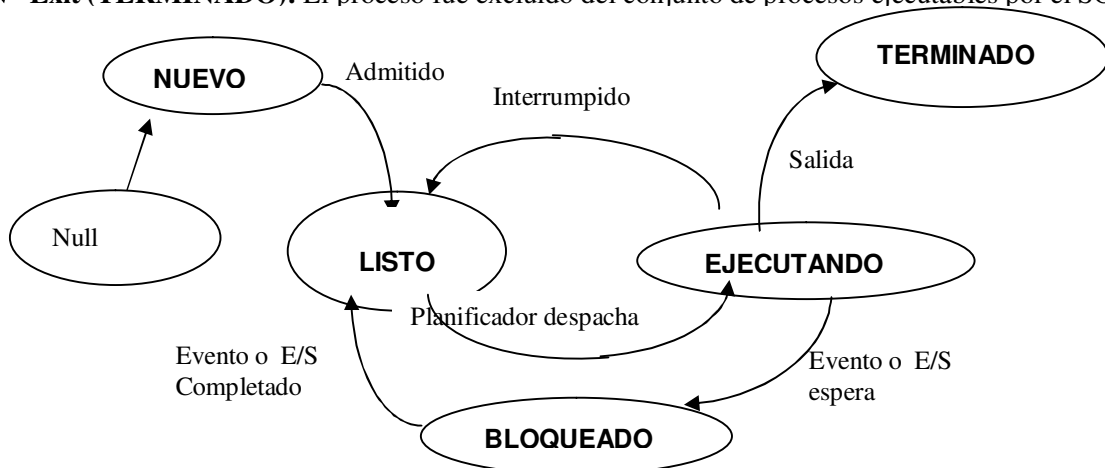 Exit (TERMINADO). El proceso fue excluido del conjunto de procesos ejecutables por el SO
TERMINADO
NUEVO
Admitido
Interrumpido
Salida
Null
LISTO
EJECUTANDO
Planificador despacha
Evento o E/S
Completado
Evento o E/S
espera
BLOQUEADO